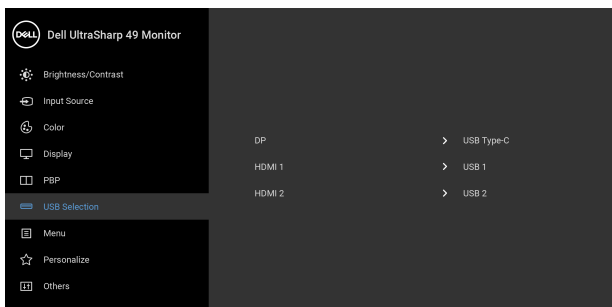 DELL Dell UltraSharp 49 Monitor
Brightness/Contrast
Input Source
Color
Display
PBP
USB Selection
Menu
Personalize
Others
DP > USB Type-C
HDMI 1 > USB 1
HDMI 2 > USB 2